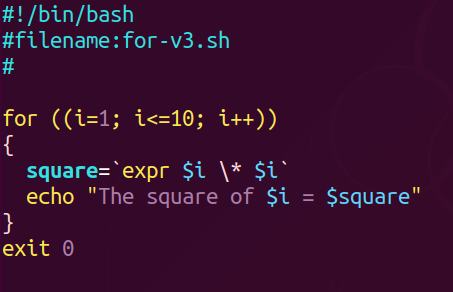 #!/bin/bash
#filename:for-v3.sh
#
for ((i=1; i<=10; i++))
{
  square=`expr $i \* $i`
  echo "The square of $i = $square"
}
exit 0